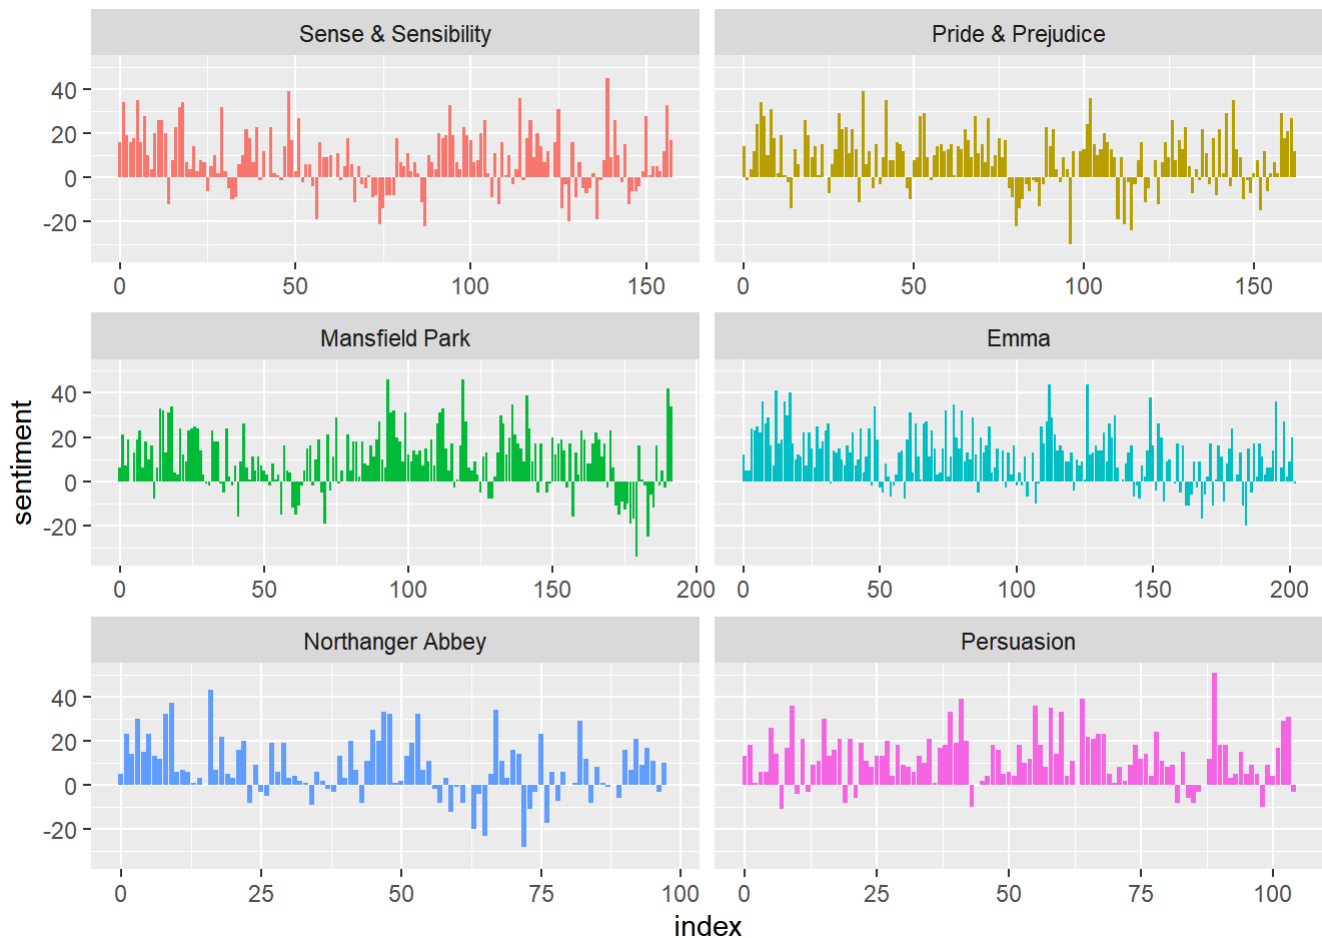 Sense & Sensibility
Pride & Prejudice
40
20
0
-20
0 50 100 150
0 50 100 150
Mansfield Park
Emma
40
20
0
-20
0 50 100 150 200
0 50 100 150 200
sentiment
Northanger Abbey
Persuasion
40
20
0
-20
0 25 50 75 100
0 25 50 75 100
index